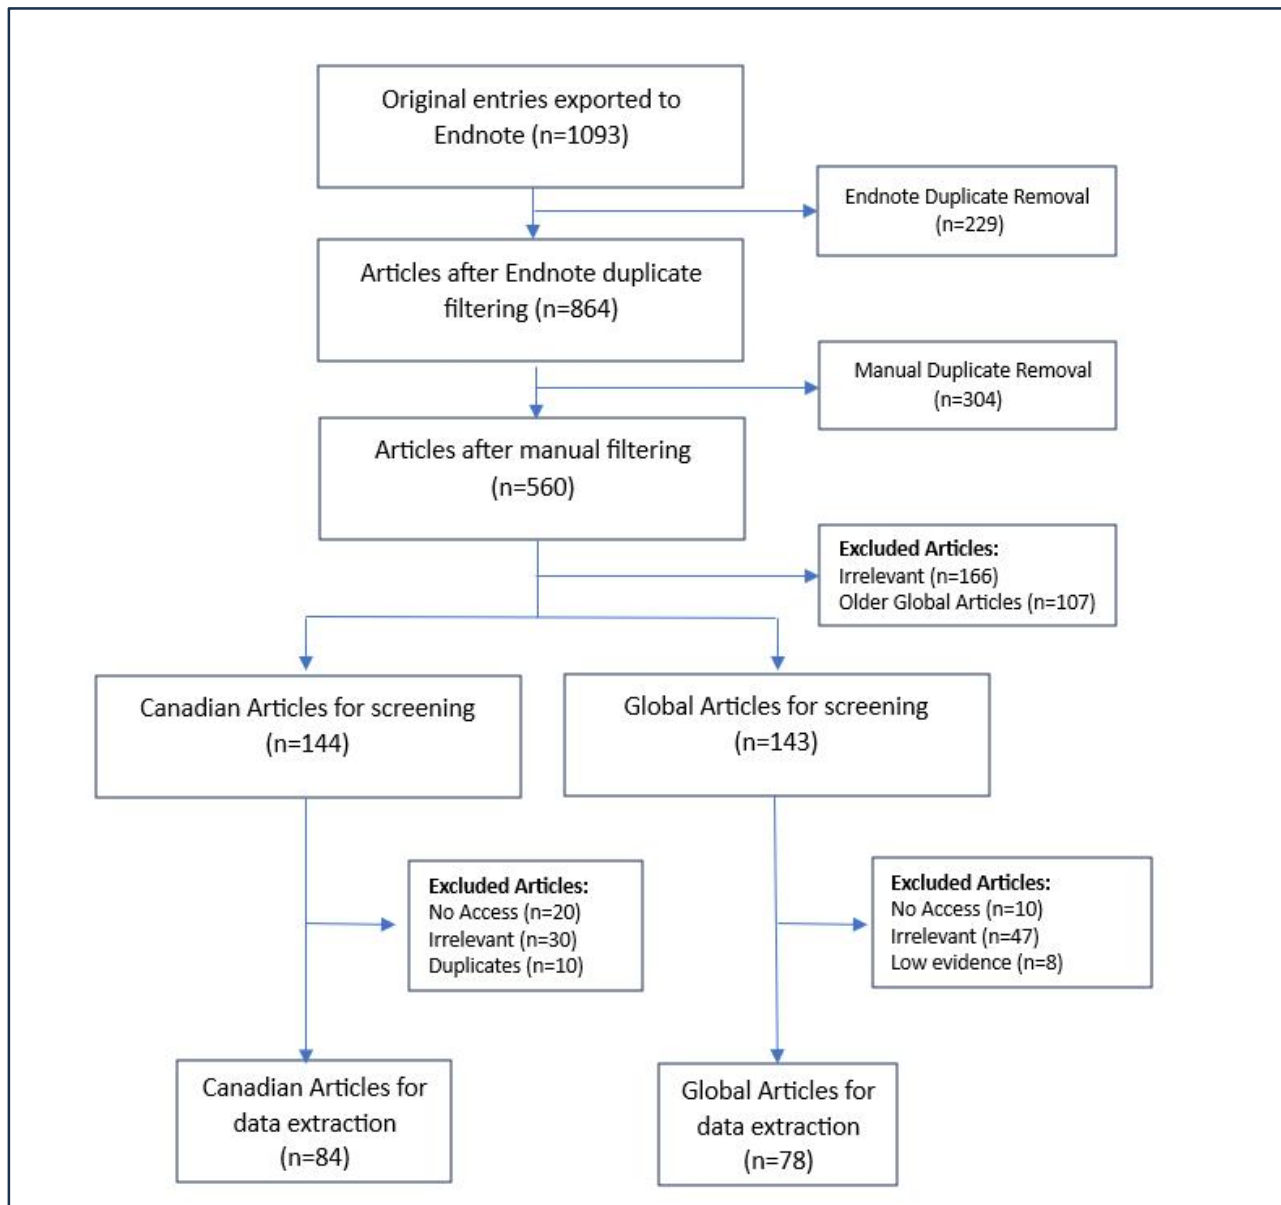 Original entries exported to
Endnote (n=1093)
Endnote Duplicate Removal
(n=229)
Articles after Endnote duplicate
filtering (n=864)
Manual Duplicate Removal
(n=304)
Articles after manual filtering
(n=560)
Excluded Articles:
Irrelevant (n=166)
Older Global Articles (n=107)
Canadian Articles for screening
(n=144)
Global Articles for screening
(n=143)
Excluded Articles:
No Access (n=20)
Irrelevant (n=30)
Duplicates (n=10)
Excluded Articles:
No Access (n=10)
Irrelevant (n=47)
Low evidence (n=8)
Canadian Articles for
data extraction
(n=84)
Global Articles for
data extraction
(n=78)